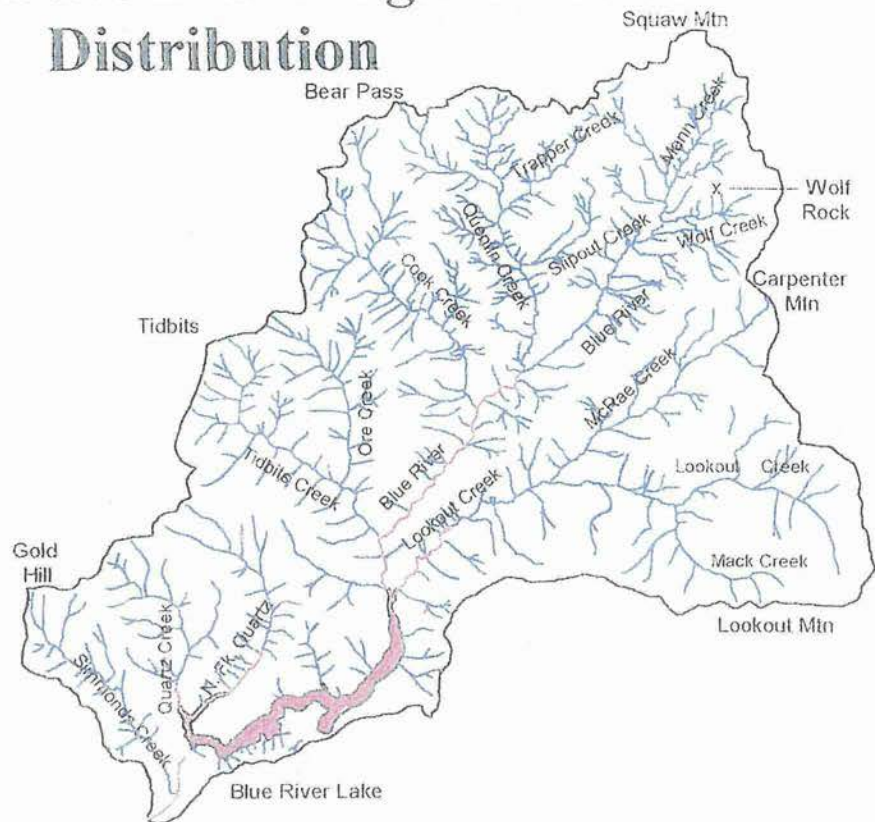 Distribution
Squaw Mtn
Bear Pass
Trapper Creek
Mann Creek
X
Wolf
Rock
Quentin Creek
Slipout Creek
Wolf Creek
Cook Creek
Carpenter
Mtn
Blue River
Tidbits
McRae Creek
Ore Creek
Lookout Creek
Tidbits Creek
Blue River
Lookout Creek
Gold
Hill
Mack Creek
Lookout Mtn
Quartz Creek
N. Fk. Quartz
Simmonds Creek
Blue River Lake